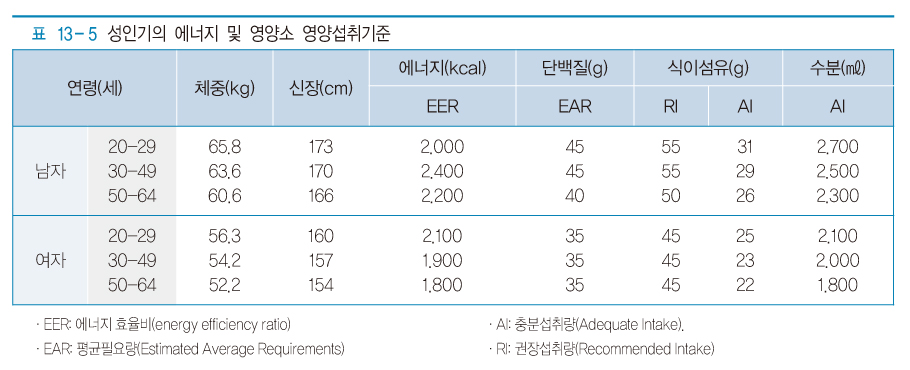 표 13-5 성인기의 에너지 및 영양소 영양섭취기준
연령(세) 체중(kg) 신장(cm) 에너지(kcal) 단백질(g) 식이섬유(g) 수분(㎖)
EER EAR RI AI AI
남자 20-29 65.8 173 2,000 45 55 31 2,700
30-49 63.6 170 2,400 45 55 29 2,500
50-64 60.6 166 2,200 40 50 26 2,300
여자 20-29 56.3 160 2,100 35 45 25 2,100
30-49 54.2 157 1,900 35 45 23 2,000
50-64 52.2 154 1,800 35 45 22 1,800
· EER: 에너지 효율비(energy efficiency ratio) · AI: 충분섭취량(Adequate Intake).
· EAR: 평균필요량(Estimated Average Requirements) · RI: 권장섭취량(Recommended Intake)